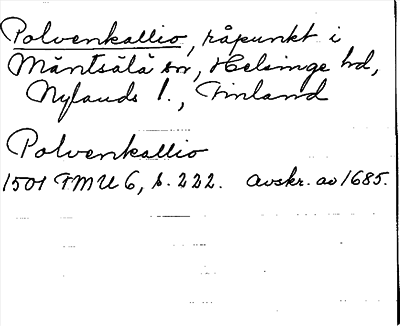 Polvenkallio, råpunkt i
Mäntsälä sn, Helsinge hd,
Nylands l., Finland
Polvenkallio
1501 FMU 6, s. 222. Avskr. av 1685.